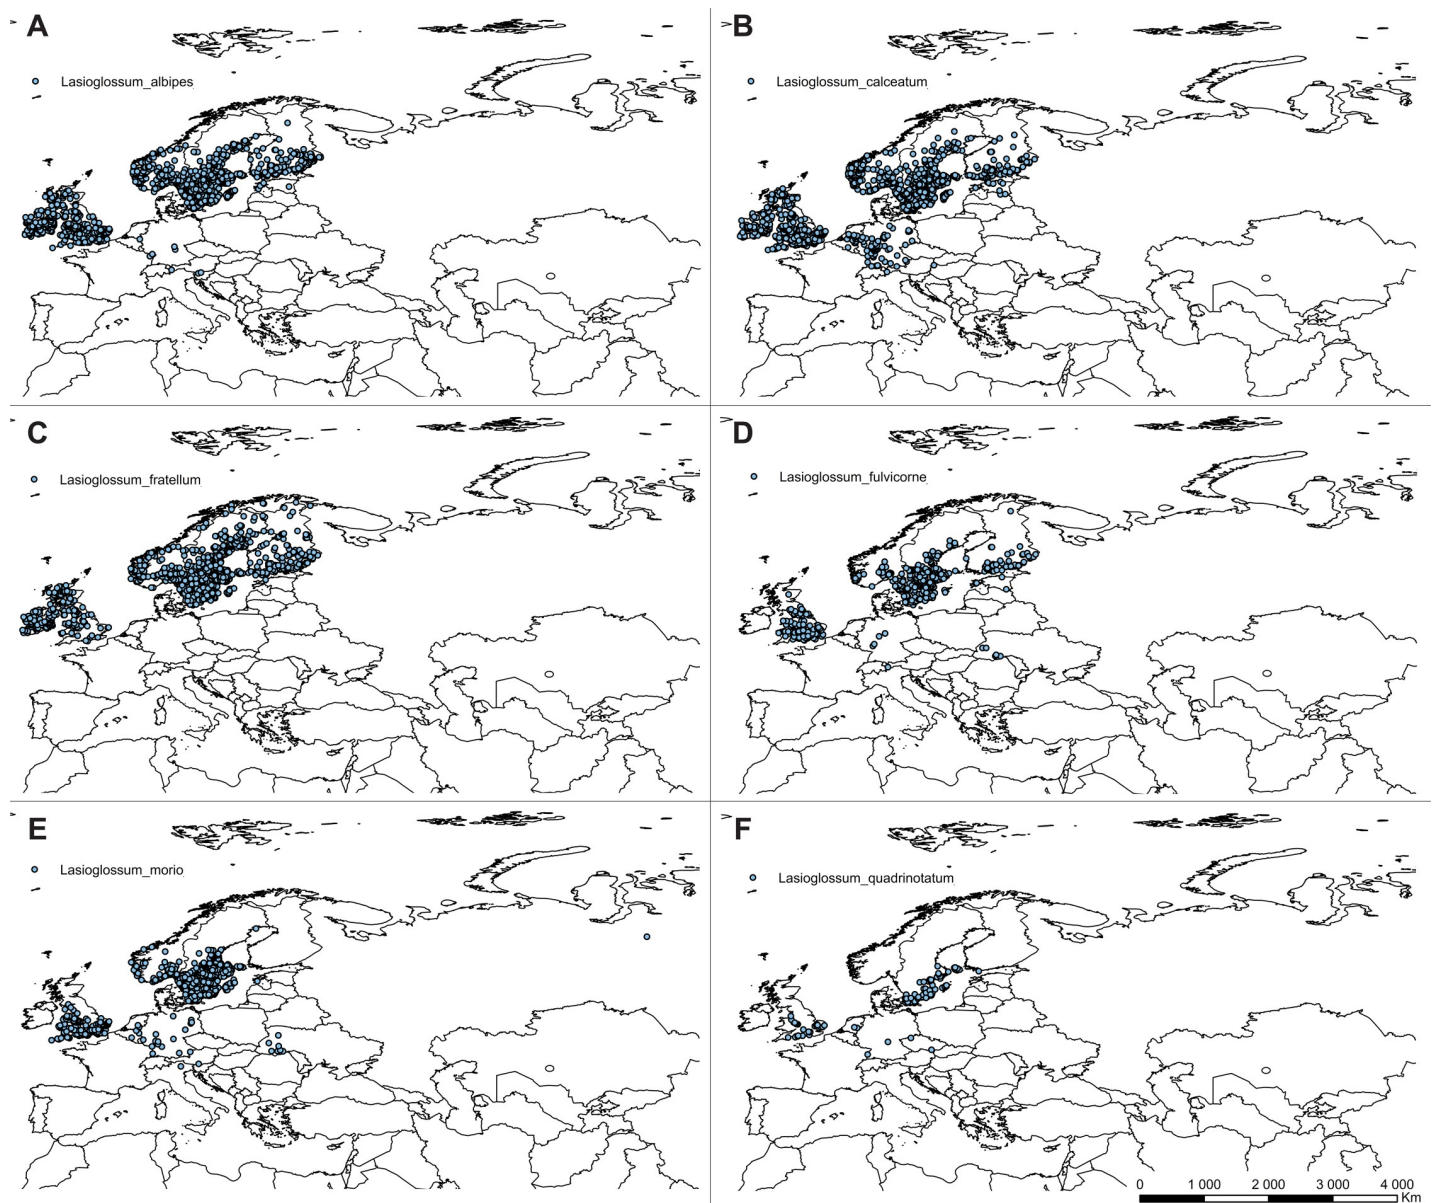 A
Lasioglossum_albipes
B
Lasioglossum_calceatum
C
Lasioglossum_fratellum
D
Lasioglossum_fulvicorne
E
Lasioglossum_morio
F
Lasioglossum_quadrinotatum
0 1 000 2 000 3 000 4 000
Km